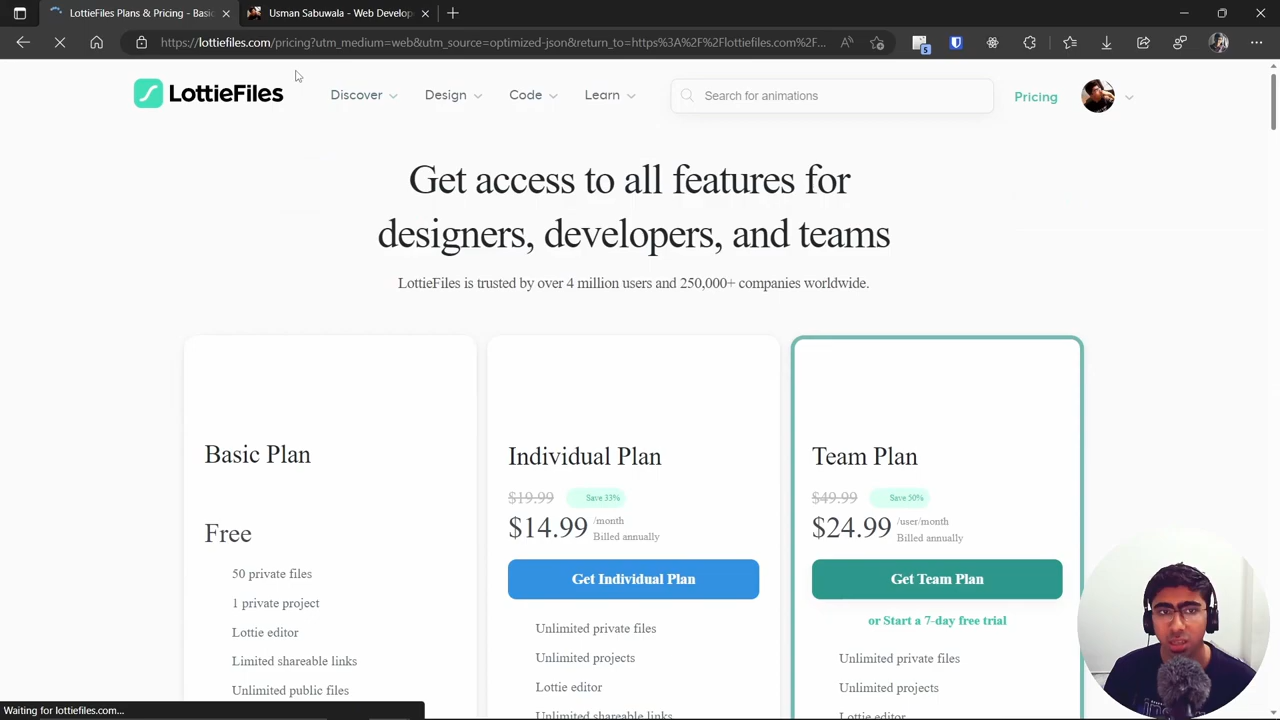 LottieFiles Plans & Pricing - Basic
Usman Sabuwala - Web Develop
https://lottiefiles.com/pricing?utm_medium=web&utm_source=optimized-json&return_to=https%3A%2F%2Flottiefiles.com%2F...
5
LottieFiles
Discover
Design
Code
Learn
Search for animations
Pricing
Get access to all features for
designers, developers, and teams
LottieFiles is trusted by over 4 million users and 250,000+ companies worldwide.
Basic Plan
Free
50 private files
1 private project
Lottie editor
Limited shareable links
Unlimited public files
Individual Plan
$19.99 Save 33%
$14.99 /month
Billed annually
Get Individual Plan
Unlimited private files
Unlimited projects
Lottie editor
Unlimited shareable links
Team Plan
$49.99 Save 50%
$24.99 /user/month
Billed annually
Get Team Plan
or Start a 7-day free trial
Unlimited private files
Unlimited projects
Lottie editor
Waiting for lottiefiles.com...